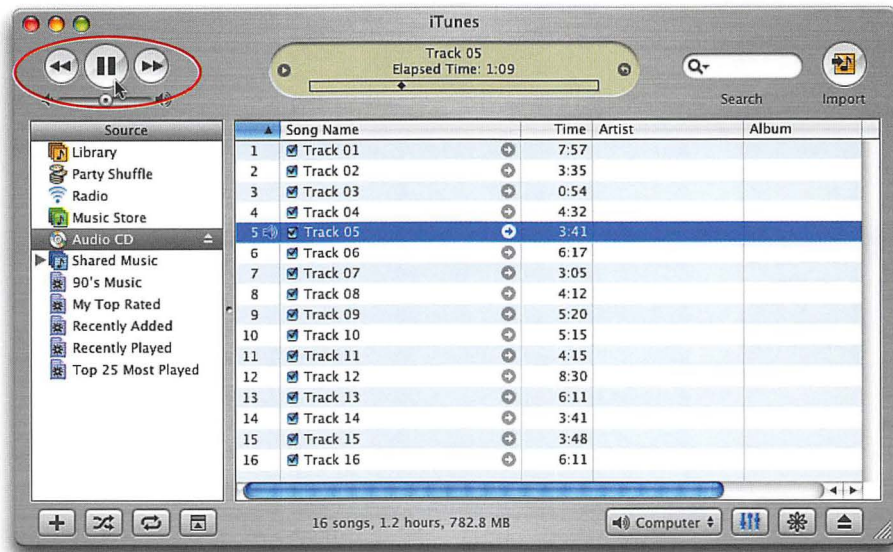 iTunes
Track 05
Elapsed Time: 1:09
Search
Import
Source
Library
Party Shuffle
Radio
Music Store
Audio CD
Shared Music
90's Music
My Top Rated
Recently Added
Recently Played
Top 25 Most Played
Song Name Time Artist Album
1 Track 01 7:57
2 Track 02 3:35
3 Track 03 0:54
4 Track 04 4:32
5 Track 05 3:41
6 Track 06 6:17
7 Track 07 3:05
8 Track 08 4:12
9 Track 09 5:20
10 Track 10 5:15
11 Track 11 4:15
12 Track 12 8:30
13 Track 13 6:11
14 Track 14 3:41
15 Track 15 3:48
16 Track 16 6:11
16 songs, 1.2 hours, 782.8 MB
Computer